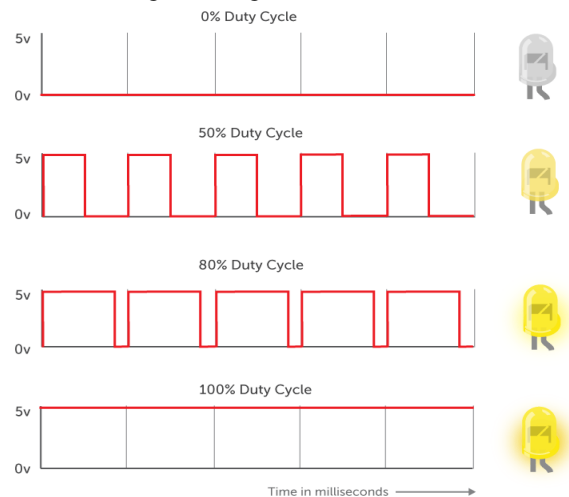 0% Duty Cycle
5v
0v
50% Duty Cycle
5v
0v
80% Duty Cycle
5v
0v
100% Duty Cycle
5v
0v
Time in milliseconds